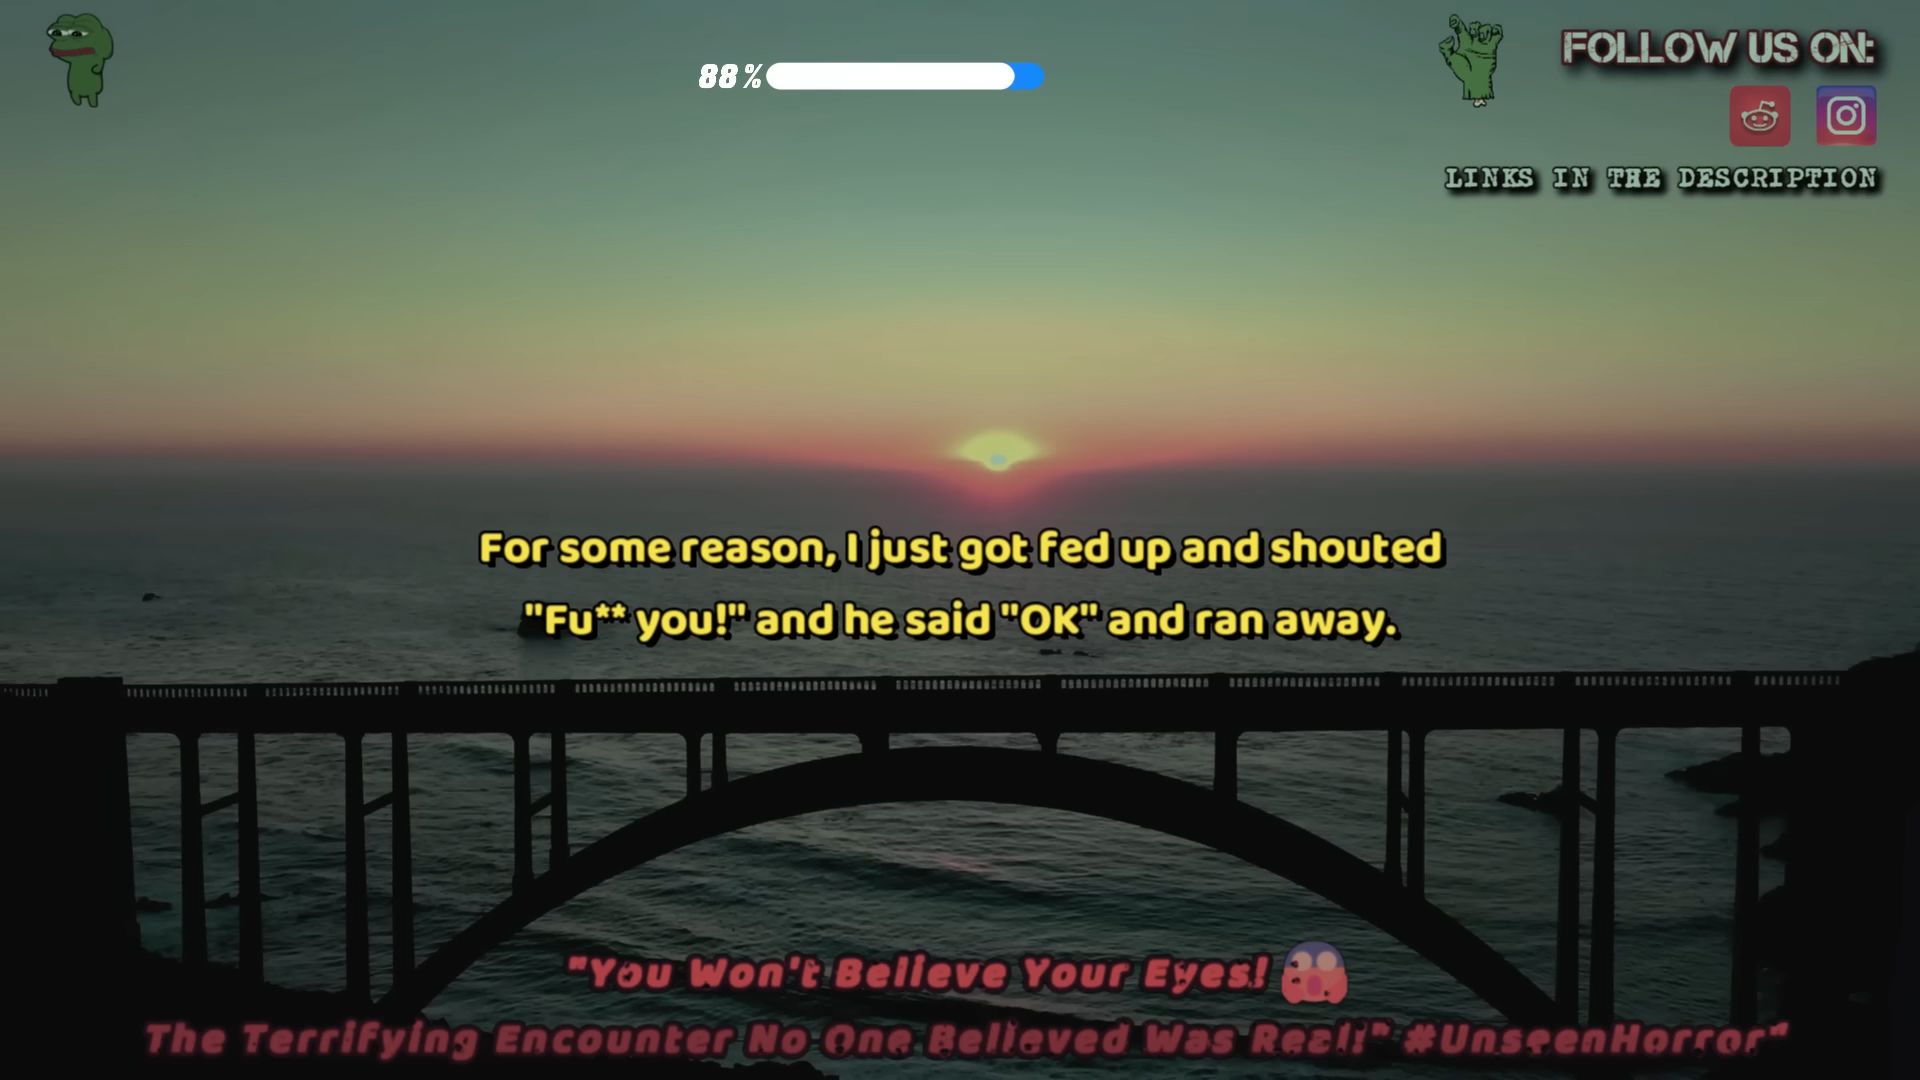 88%
FOLLOW US ON:
LINKS IN THE DESCRIPTION
For some reason, I just got fed up and shouted
"Fu** you!" and he said "OK" and ran away.
"You Won't Believe Your Eyes!
The Terrifying Encounter No One Believed Was Real!" #UnseenHorror"